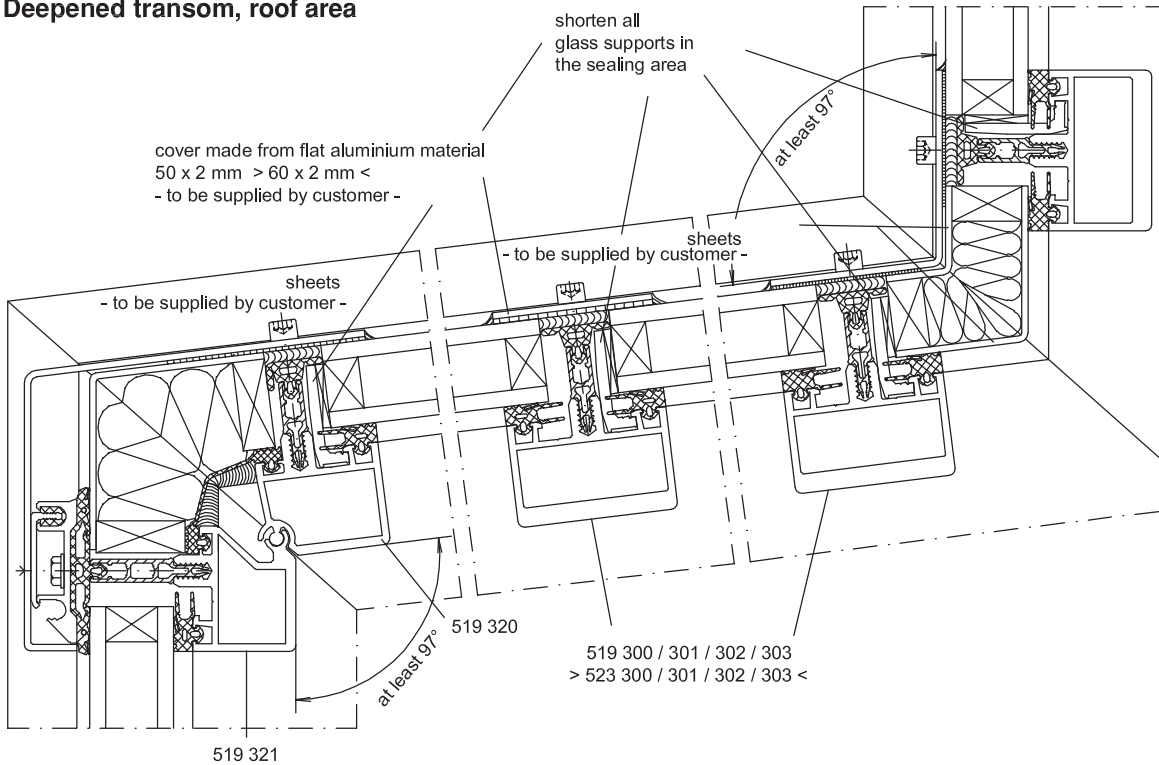 Deepened transom, roof area
shorten all
glass supports in
the sealing area
at least 97°
cover made from flat aluminium material
50 x 2 mm  > 60 x 2 mm <
- to be supplied by customer -
sheets
- to be supplied by customer -
sheets
- to be supplied by customer -
519 320
at least 97°
519 300 / 301 / 302 / 303
> 523 300 / 301 / 302 / 303 <
519 321